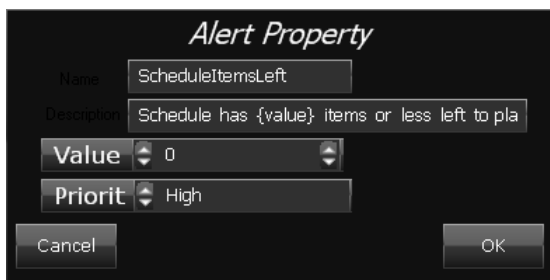 Alert Property
Name ScheduleItemsLeft
Description Schedule has {value} items or less left to pla
Value 0
Priorit High
Cancel OK